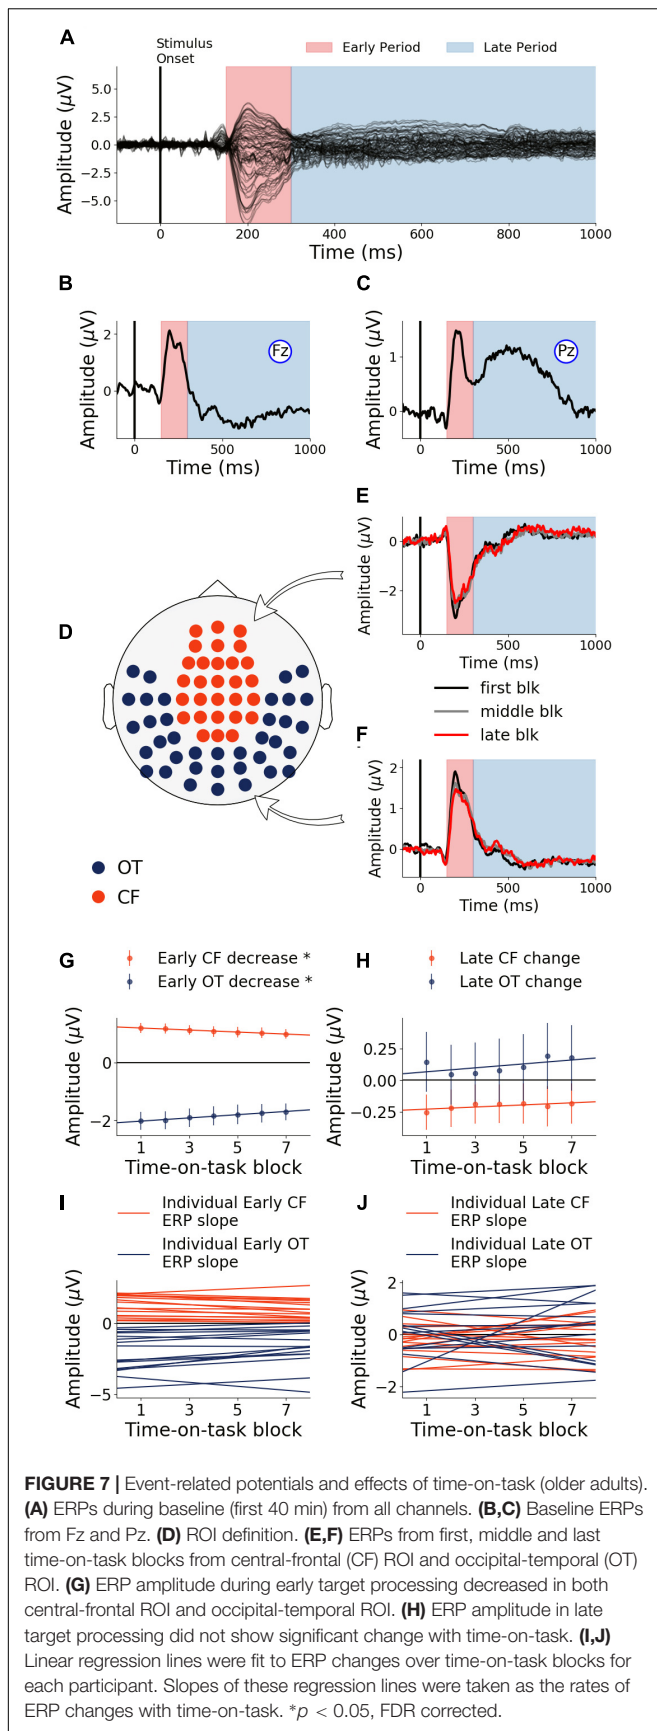 A
Stimulus
Onset
Early Period
Late Period
Amplitude (µV)
5.0
2.5
0.0
−2.5
−5.0
0
200
400
600
800
1000
Time (ms)
B
Amplitude (µV)
2
0
Fz
0
500
1000
Time (ms)
C
Amplitude (µV)
1
0
Pz
0
500
1000
Time (ms)
D
OT
CF
E
Amplitude (µV)
0
−2
0
500
1000
Time (ms)
first blk
middle blk
late blk
F
Amplitude (µV)
2
1
0
0
500
1000
Time (ms)
G
Early CF decrease *
Early OT decrease *
Amplitude (µV)
0
−2
1
3
5
7
Time-on-task block
H
Late CF change
Late OT change
Amplitude (µV)
0.25
0.00
−0.25
1
3
5
7
Time-on-task block
I
Individual Early CF
ERP slope
Individual Early OT
ERP slope
Amplitude (µV)
0
−5
1
3
5
7
Time-on-task block
J
Individual Late CF
ERP slope
Individual Late OT
ERP slope
Amplitude (µV)
2
0
−2
1
3
5
7
Time-on-task block
FIGURE 7 | Event-related potentials and effects of time-on-task (older adults).
(A) ERPs during baseline (first 40 min) from all channels. (B,C) Baseline ERPs
from Fz and Pz. (D) ROI definition. (E,F) ERPs from first, middle and last
time-on-task blocks from central-frontal (CF) ROI and occipital-temporal (OT)
ROI. (G) ERP amplitude during early target processing decreased in both
central-frontal ROI and occipital-temporal ROI. (H) ERP amplitude in late
target processing did not show significant change with time-on-task. (I,J)
Linear regression lines were fit to ERP changes over time-on-task blocks for
each participant. Slopes of these regression lines were taken as the rates of
ERP changes with time-on-task. *p < 0.05, FDR corrected.